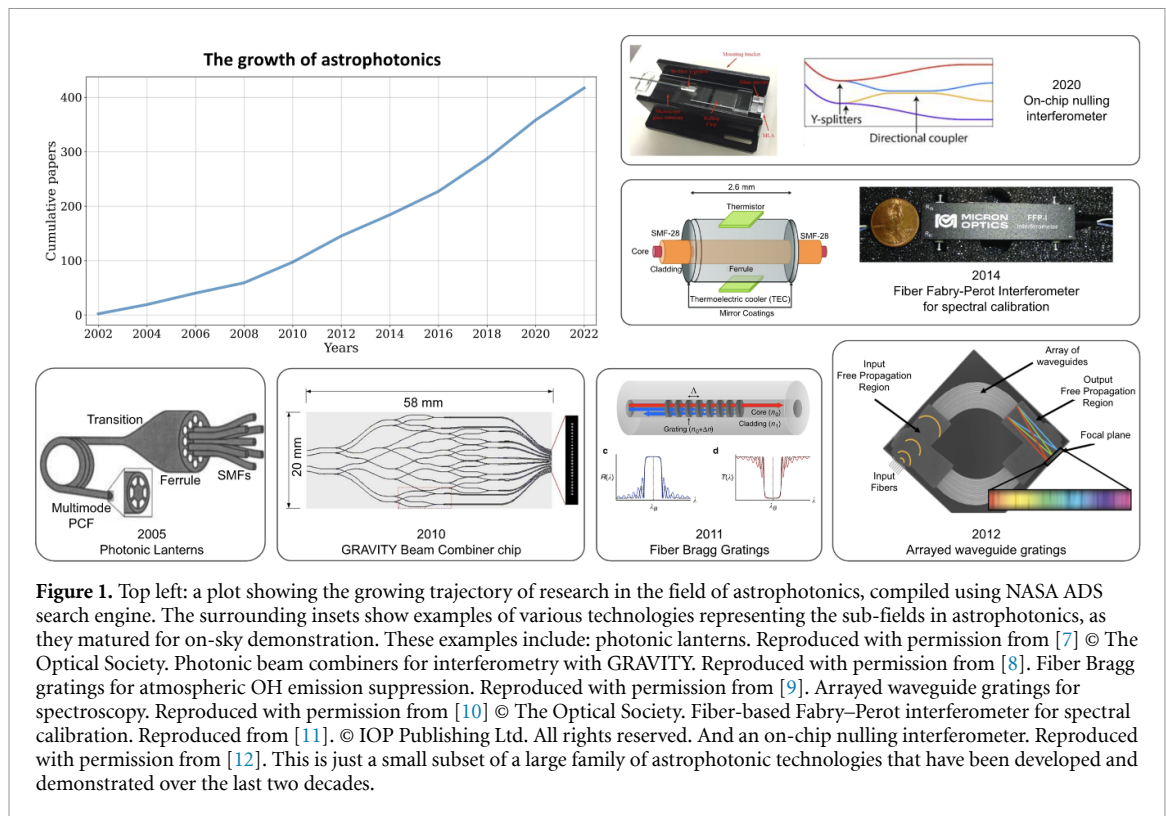 The growth of astrophotonics
Cumulative papers
400
300
200
100
0
2002 2004 2006 2008 2010 2012 2014 2016 2018 2020 2022
Years
Mounting bracket
Y-splitters
Directional coupler
2020
On-chip nulling
interferometer
2.6 mm
Thermistor
SMF-28
SMF-28
Core
Cladding
Ferrule
Thermoelectric cooler (TEC)
Mirror Coatings
MICRON
OPTICS
FFP-I
Interferometer
2014
Fiber Fabry-Perot Interferometer
for spectral calibration
Transition
Ferrule
SMFs
Multimode
PCF
2005
Photonic Lanterns
58 mm
20 mm
2010
GRAVITY Beam Combiner chip
Λ
Core (n₀)
Cladding (n₁)
Grating (n₀+Δn)
c
d
R(λ)
λ
λB
T(λ)
λ
λB
2011
Fiber Bragg Gratings
Input
Free Propagation
Region
Array of
waveguides
Output
Free Propagation
Region
Focal plane
Input
Fibers
2012
Arrayed waveguide gratings
Figure 1. Top left: a plot showing the growing trajectory of research in the field of astrophotonics, compiled using NASA ADS
search engine. The surrounding insets show examples of various technologies representing the sub-fields in astrophotonics, as
they matured for on-sky demonstration. These examples include: photonic lanterns. Reproduced with permission from [7] © The
Optical Society. Photonic beam combiners for interferometry with GRAVITY. Reproduced with permission from [8]. Fiber Bragg
gratings for atmospheric OH emission suppression. Reproduced with permission from [9]. Arrayed waveguide gratings for
spectroscopy. Reproduced with permission from [10] © The Optical Society. Fiber-based Fabry–Perot interferometer for spectral
calibration. Reproduced from [11]. © IOP Publishing Ltd. All rights reserved. And an on-chip nulling interferometer. Reproduced
with permission from [12]. This is just a small subset of a large family of astrophotonic technologies that have been developed and
demonstrated over the last two decades.